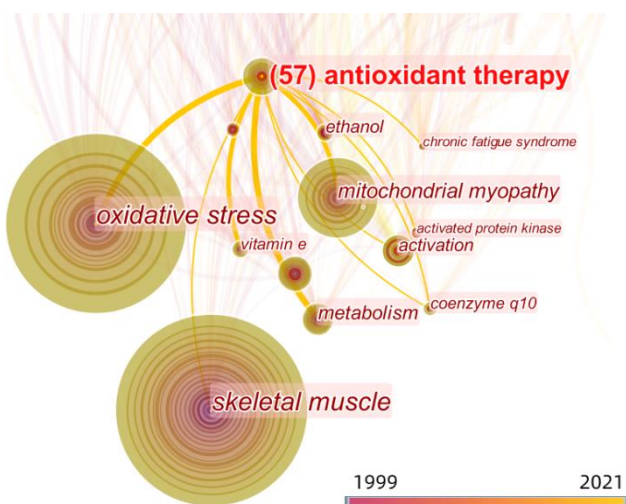 (57) antioxidant therapy
ethanol
chronic fatigue syndrome
mitochondrial myopathy
oxidative stress
activated protein kinase
vitamin e
activation
metabolism
coenzyme q10
skeletal muscle
1999
2021